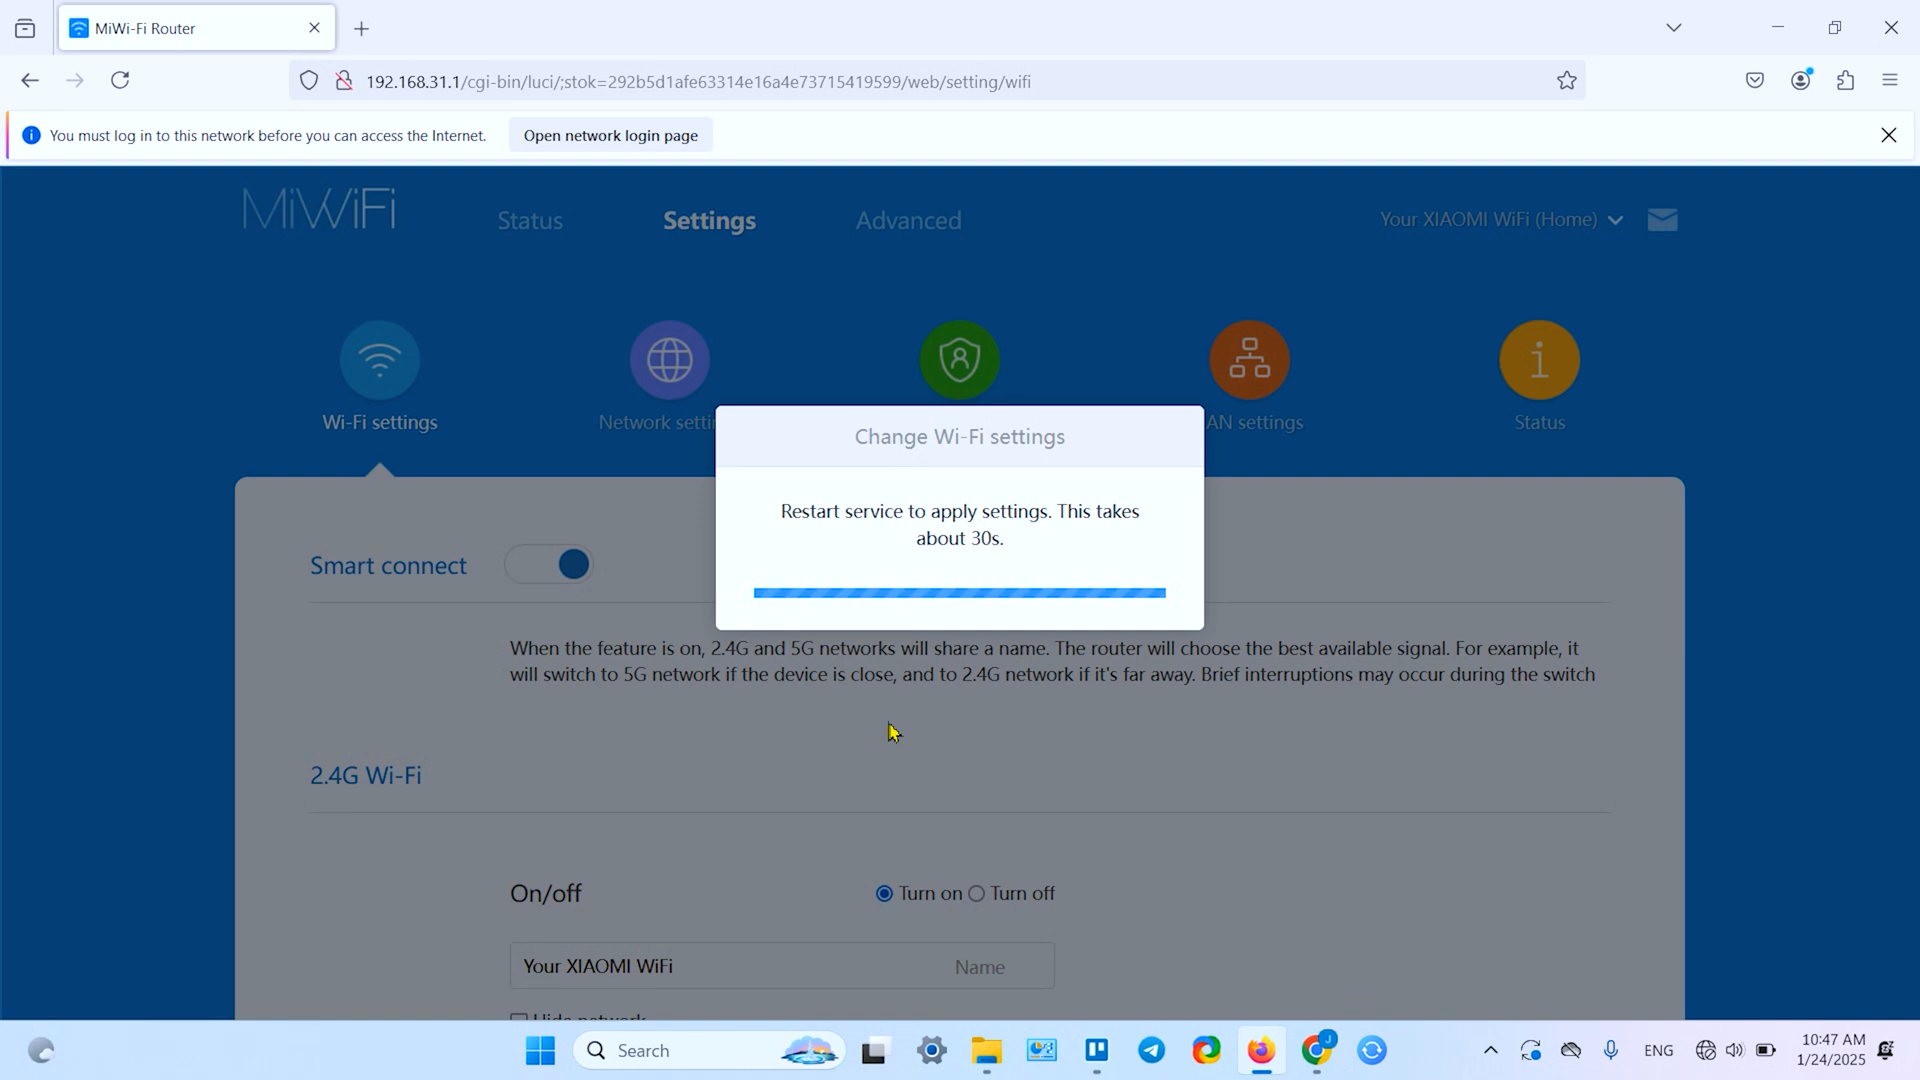 MiWi-Fi Router
192.168.31.1/cgi-bin/luci/;stok=292b5d1afe63314e16a4e73715419599/web/setting/wifi
You must log in to this network before you can access the Internet.
Open network login page
MiWiFi
Status
Settings
Advanced
Your XIAOMI WiFi (Home)
Wi-Fi settings
Network setti
AN settings
Status
Change Wi-Fi settings
Restart service to apply settings. This takes
about 30s.
Smart connect
When the feature is on, 2.4G and 5G networks will share a name. The router will choose the best available signal. For example, it
will switch to 5G network if the device is close, and to 2.4G network if it's far away. Brief interruptions may occur during the switch
2.4G Wi-Fi
On/off
Turn on
Turn off
Your XIAOMI WiFi
Name
Hide network
Search
ENG
10:47 AM
1/24/2025